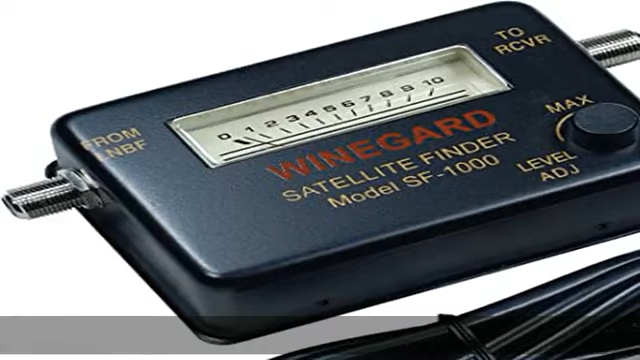 TO
RCVR
0 1 2 3 4 5 6 7 8 9 10
FROM
LNBF
MAX
WINEGARD
SATELLITE FINDER
Model SF-1000
LEVEL
ADJ